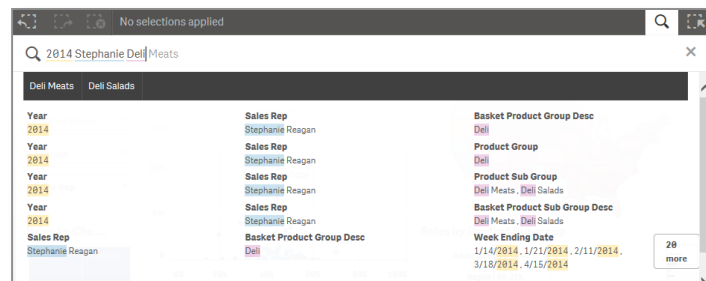 No selections applied
2014 Stephanie Deli Meats
Deli Meats Deli Salads
Year Sales Rep Basket Product Group Desc
2014 Stephanie Reagan Deli
Year Sales Rep Product Group
2014 Stephanie Reagan Deli
Year Sales Rep Product Sub Group
2014 Stephanie Reagan Deli Meats , Deli Salads
Year Sales Rep Basket Product Sub Group Desc
2014 Stephanie Reagan Deli Meats , Deli Salads
Sales Rep Basket Product Group Desc Week Ending Date
Stephanie Reagan Deli 1/14/2014 , 1/21/2014 , 2/11/2014 ,
3/18/2014 , 4/15/2014
20
more